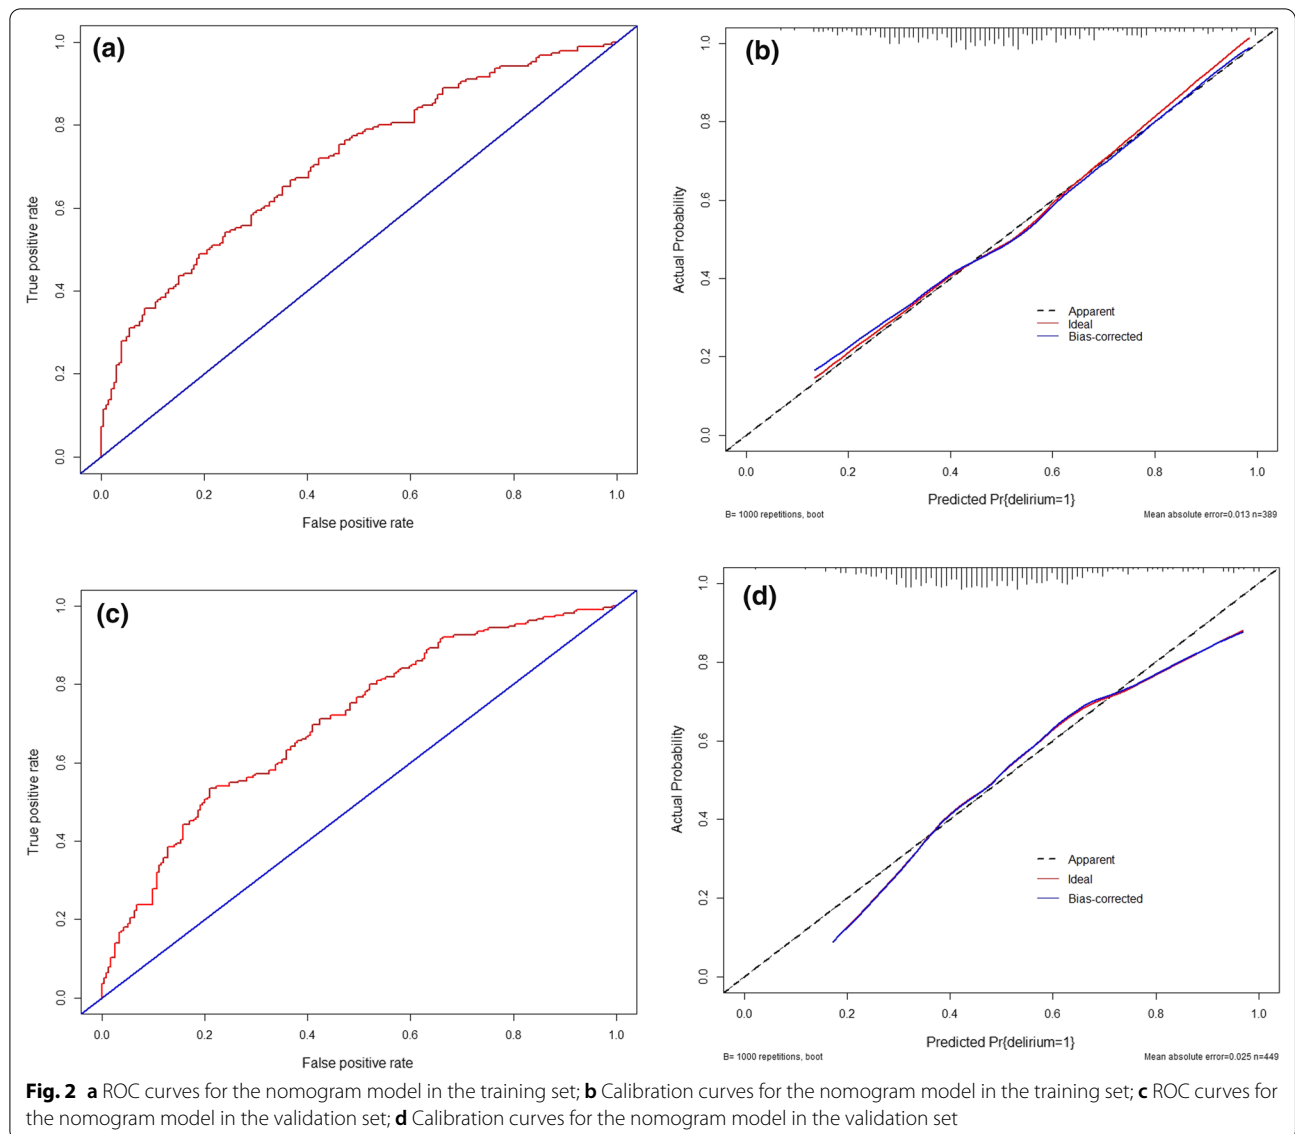 (a)
True positive rate
1.0
0.8
0.6
0.4
0.2
0.0
0.0 0.2 0.4 0.6 0.8 1.0
False positive rate
(b)
Actual Probability
1.0
0.8
0.6
0.4
0.2
0.0
Apparent
Ideal
Bias-corrected
0.0 0.2 0.4 0.6 0.8 1.0
Predicted Pr{delirium=1}
B= 1000 repetitions, boot
Mean absolute error=0.013 n=389
(c)
True positive rate
1.0
0.8
0.6
0.4
0.2
0.0
0.0 0.2 0.4 0.6 0.8 1.0
False positive rate
(d)
Actual Probability
1.0
0.8
0.6
0.4
0.2
0.0
Apparent
Ideal
Bias-corrected
0.0 0.2 0.4 0.6 0.8 1.0
Predicted Pr{delirium=1}
B= 1000 repetitions, boot
Mean absolute error=0.025 n=449
Fig. 2 a ROC curves for the nomogram model in the training set; b Calibration curves for the nomogram model in the training set; c ROC curves for
the nomogram model in the validation set; d Calibration curves for the nomogram model in the validation set